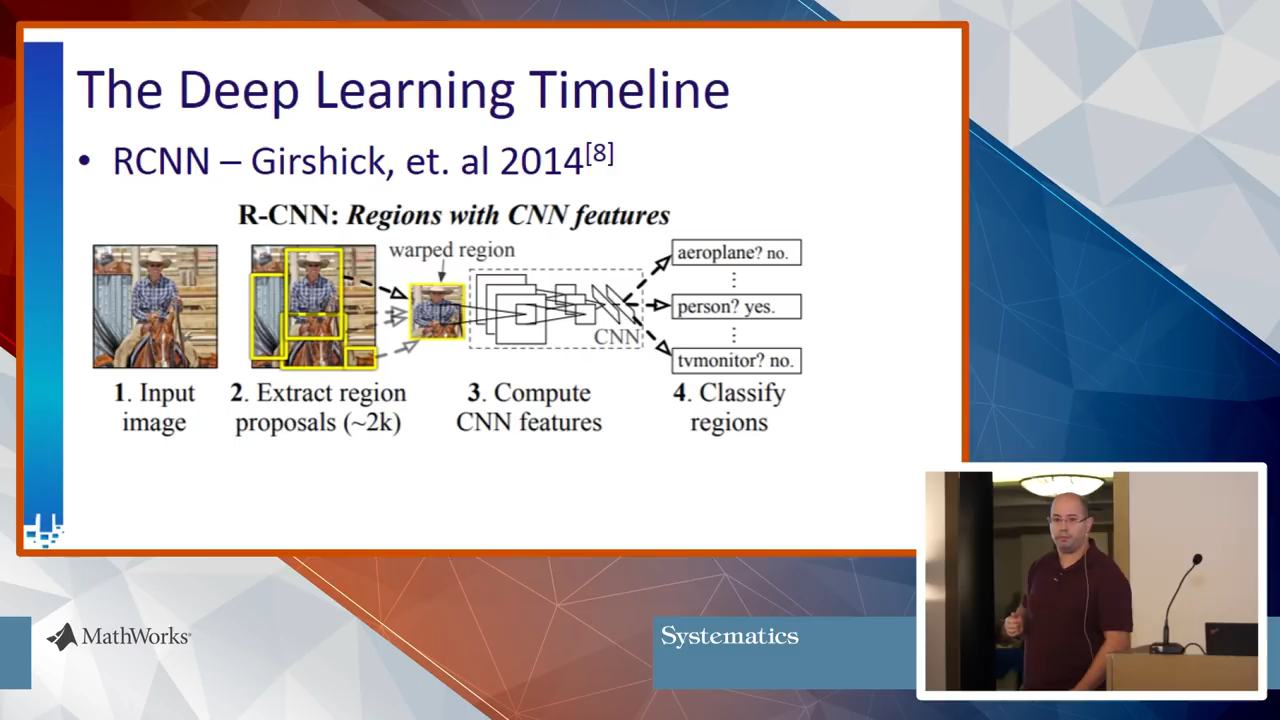 The Deep Learning Timeline
• RCNN – Girshick, et. al 2014[8]
R-CNN: Regions with CNN features
warped region
aeroplane? no.
person? yes.
CNN
tvmonitor? no.
1. Input
image
2. Extract region
proposals (~2k)
3. Compute
CNN features
4. Classify
regions
MathWorks®
Systematics